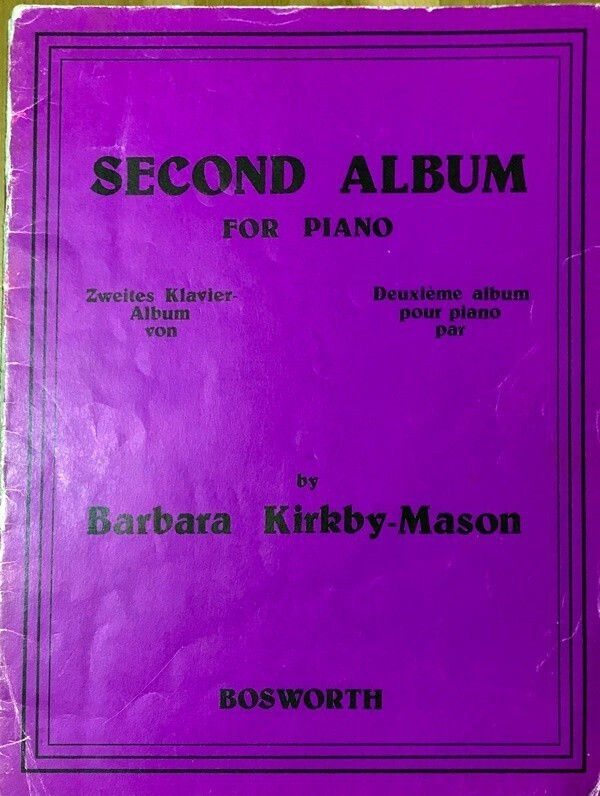 SECOND ALBUM
FOR PIANO
Zweites Klavier-
Album
von
Deuxième album
pour piano
par
by
Barbara Kirkby-Mason
BOSWORTH